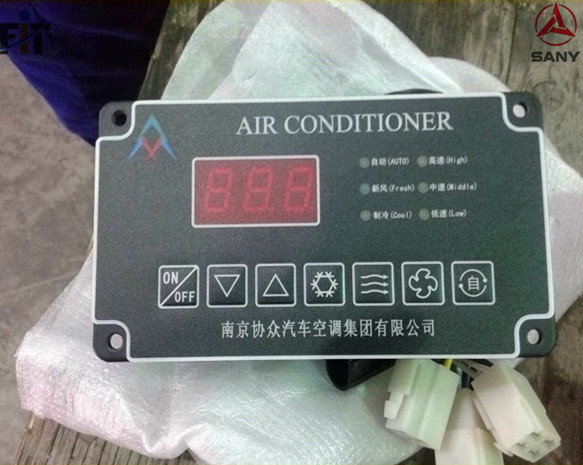 SANY
AIR CONDITIONER
888
自动(AUTO) 高速(High)
新风(Fresh) 中速(Middle)
制冷(Cool) 低速(Low)
ON/OFF
自
南京协众汽车空调集团有限公司